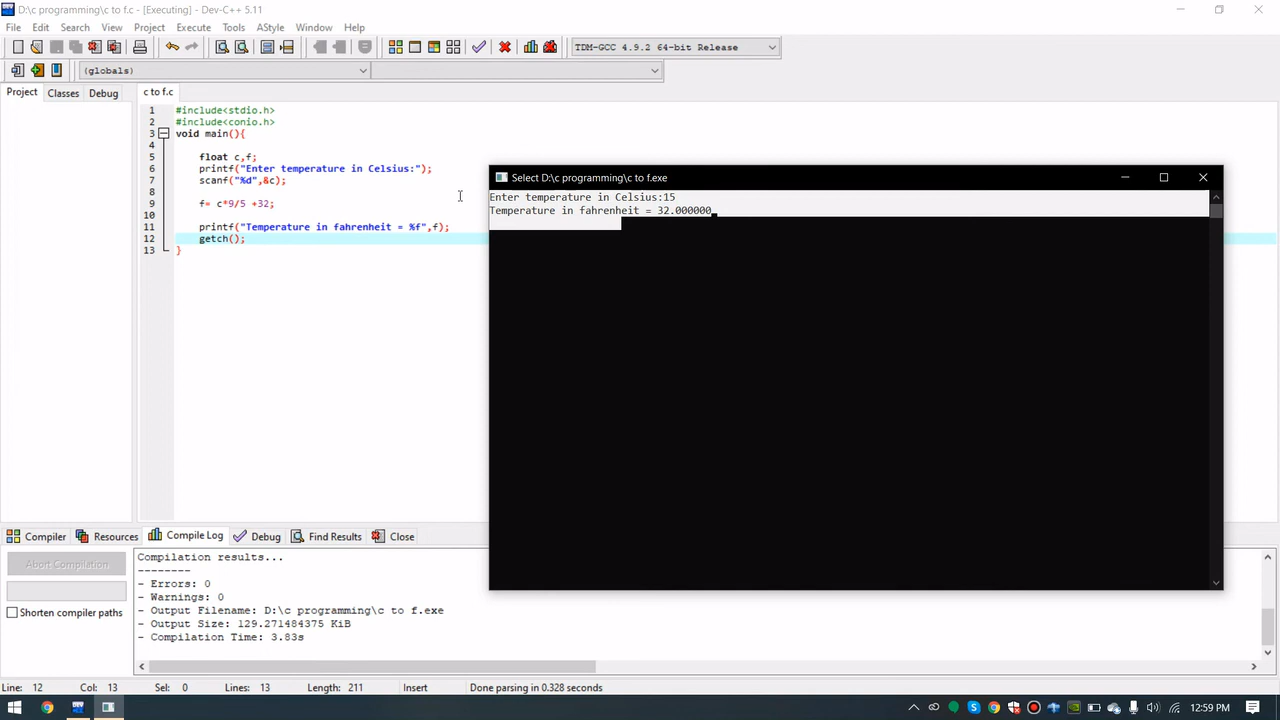 D:\c programming\c to f.c - [Executing] - Dev-C++ 5.11
File Edit Search View Project Execute Tools AStyle Window Help
TDM-GCC 4.9.2 64-bit Release
(globals)
Project Classes Debug
c to f.c
1 #include<stdio.h>
2 #include<conio.h>
3 void main(){
4
5 float c,f;
6 printf("Enter temperature in Celsius:");
7 scanf("%d",&c);
8
9 f= c*9/5 +32;
10
11 printf("Temperature in fahrenheit = %f",f);
12 getch();
13 }
Select D:\c programming\c to f.exe
Enter temperature in Celsius:15
Temperature in fahrenheit = 32.000000
Compiler Resources Compile Log Debug Find Results Close
Abort Compilation
Shorten compiler paths
Compilation results...
--------
- Errors: 0
- Warnings: 0
- Output Filename: D:\c programming\c to f.exe
- Output Size: 129.271484375 KiB
- Compilation Time: 3.83s
Line: 12 Col: 13 Sel: 0 Lines: 13 Length: 211 Insert Done parsing in 0.328 seconds
12:59 PM